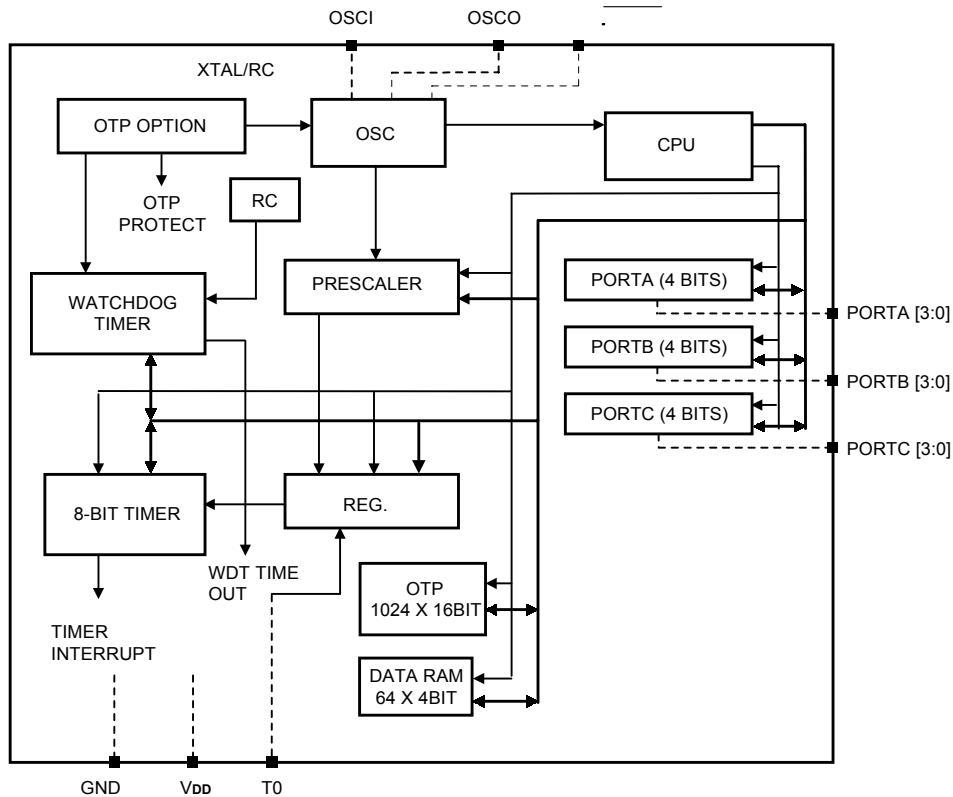 OSCI OSCO
XTAL/RC
OTP OPTION
OSC
CPU
OTP
PROTECT
RC
WATCHDOG
TIMER
PRESCALER
PORTA (4 BITS)
PORTA [3:0]
PORTB (4 BITS)
PORTB [3:0]
PORTC (4 BITS)
PORTC [3:0]
8-BIT TIMER
REG.
WDT TIME
OUT
OTP
1024 X 16BIT
TIMER
INTERRUPT
DATA RAM
64 X 4BIT
GND VDD T0